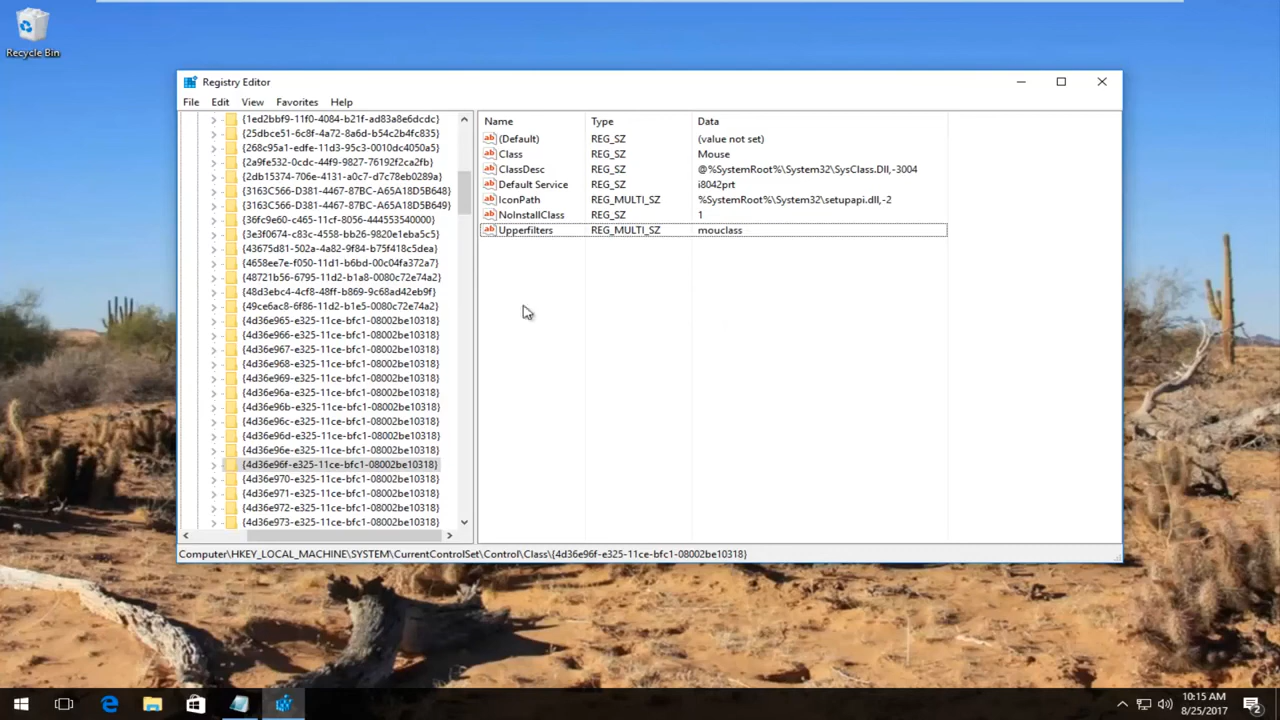 Recycle Bin
Registry Editor
File Edit View Favorites Help
{1ed2bbf9-11f0-4084-b21f-ad83a8e6dcdc}
{25dbce51-6c8f-4a72-8a6d-b54c2b4fc835}
{268c95a1-edfe-11d3-95c3-0010dc4050a5}
{2a9fe532-0cdc-44f9-9827-76192f2ca2fb}
{2db15374-706e-4131-a0c7-d7c78eb0289a}
{3163C566-D381-4467-87BC-A65A18D5B648}
{3163C566-D381-4467-87BC-A65A18D5B649}
{36fc9e60-c465-11cf-8056-444553540000}
{3e3f0674-c83c-4558-bb26-9820e1eba5c5}
{43675d81-502a-4a82-9f84-b75f418c5dea}
{4658ee7e-f050-11d1-b6bd-00c04fa372a7}
{48721b56-6795-11d2-b1a8-0080c72e74a2}
{48d3ebc4-4cf8-48ff-b869-9c68ad42eb9f}
{49ce6ac8-6f86-11d2-b1e5-0080c72e74a2}
{4d36e965-e325-11ce-bfc1-08002be10318}
{4d36e966-e325-11ce-bfc1-08002be10318}
{4d36e967-e325-11ce-bfc1-08002be10318}
{4d36e968-e325-11ce-bfc1-08002be10318}
{4d36e969-e325-11ce-bfc1-08002be10318}
{4d36e96a-e325-11ce-bfc1-08002be10318}
{4d36e96b-e325-11ce-bfc1-08002be10318}
{4d36e96c-e325-11ce-bfc1-08002be10318}
{4d36e96d-e325-11ce-bfc1-08002be10318}
{4d36e96e-e325-11ce-bfc1-08002be10318}
{4d36e96f-e325-11ce-bfc1-08002be10318}
{4d36e970-e325-11ce-bfc1-08002be10318}
{4d36e971-e325-11ce-bfc1-08002be10318}
{4d36e972-e325-11ce-bfc1-08002be10318}
{4d36e973-e325-11ce-bfc1-08002be10318}
Name Type Data
(Default) REG_SZ (value not set)
Class REG_SZ Mouse
ClassDesc REG_SZ @%SystemRoot%\System32\SysClass.Dll,-3004
Default Service REG_SZ i8042prt
IconPath REG_MULTI_SZ %SystemRoot%\System32\setupapi.dll,-2
NoInstallClass REG_SZ 1
Upperfilters REG_MULTI_SZ mouclass
Computer\HKEY_LOCAL_MACHINE\SYSTEM\CurrentControlSet\Control\Class\{4d36e96f-e325-11ce-bfc1-08002be10318}
10:15 AM
8/25/2017
2